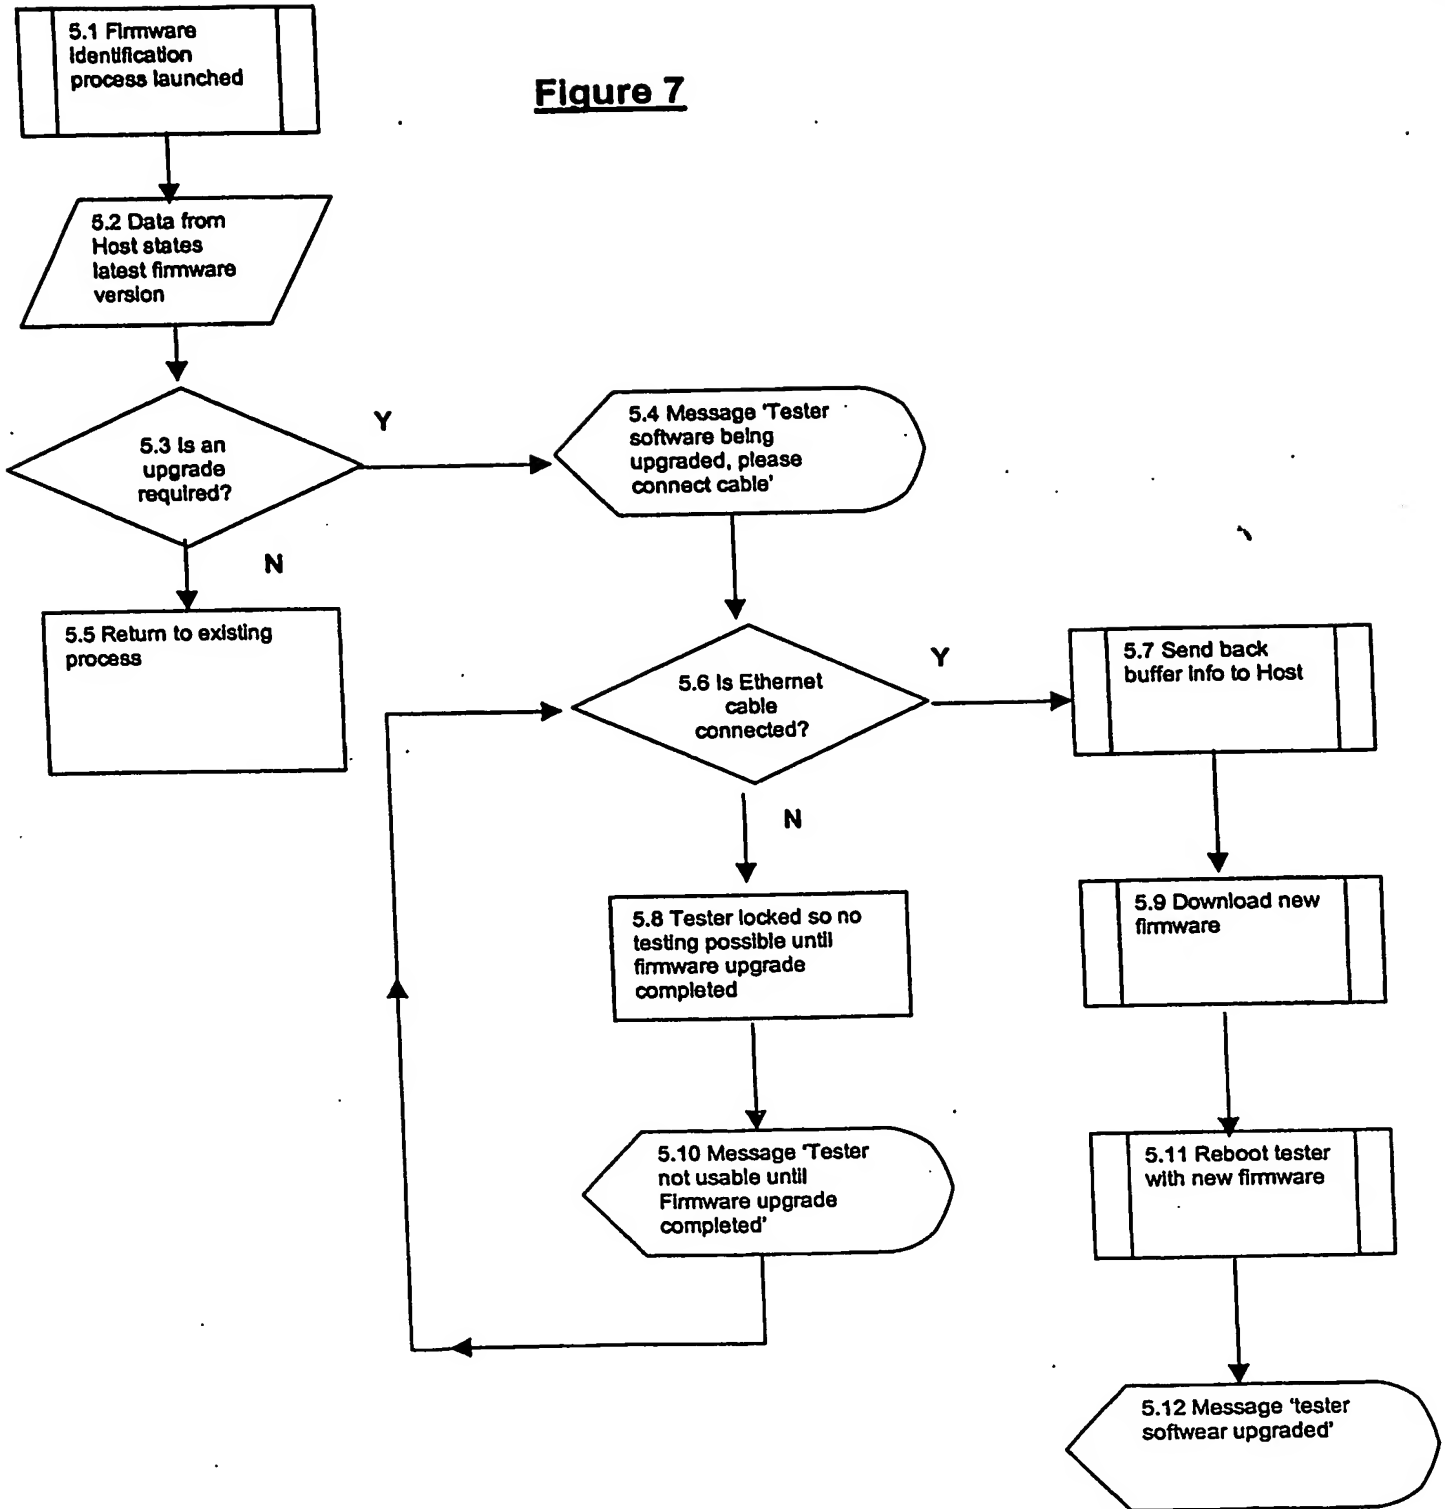 5.1 Firmware
identification
process launched
Figure 7
5.2 Data from
Host states
latest firmware
version
5.3 Is an
upgrade
required?
Y
N
5.4 Message 'Tester
software being
upgraded, please
connect cable'
5.5 Return to existing
process
5.6 Is Ethernet
cable
connected?
Y
N
5.7 Send back
buffer info to Host
5.8 Tester locked so no
testing possible until
firmware upgrade
completed
5.9 Download new
firmware
5.10 Message 'Tester
not usable until
Firmware upgrade
completed'
5.11 Reboot tester
with new firmware
5.12 Message 'tester
softwear upgraded'